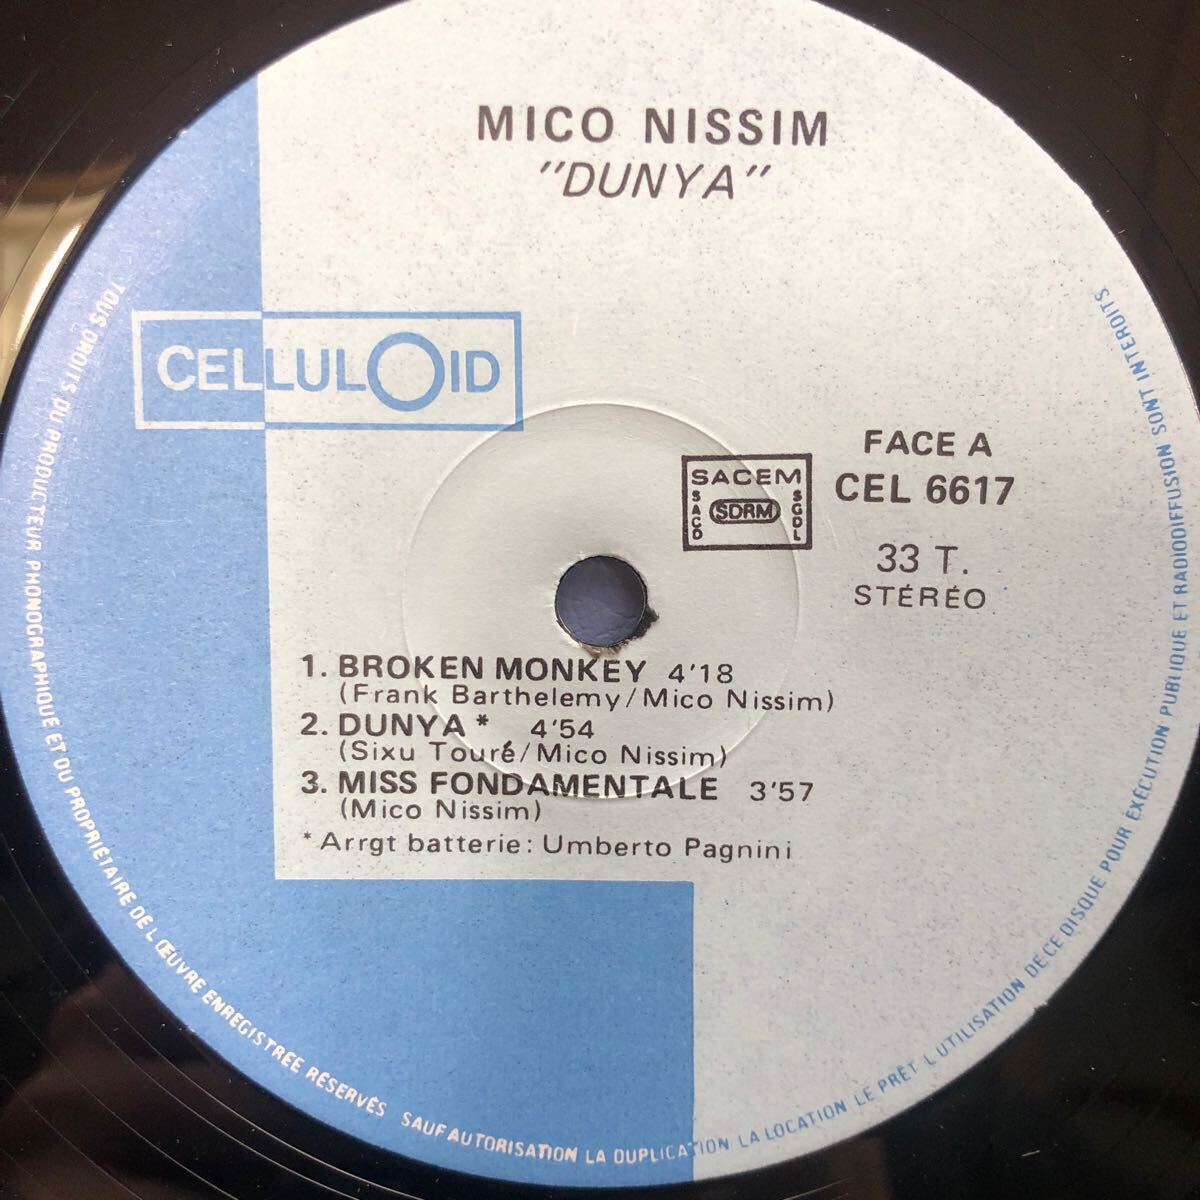 MICO NISSIM
"DUNYA"
CELLULOID
FACE A
CEL 6617
SACEM
SACD
SDRM
SGDL
33 T.
STÉRÉO
1. BROKEN MONKEY 4'18
(Frank Barthelemy/Mico Nissim)
2. DUNYA* 4'54
(Sixu Touré/Mico Nissim)
3. MISS FONDAMENTALE 3'57
(Mico Nissim)
* Arrgt batterie: Umberto Pagnini
TOUS DROITS DU PRODUCTEUR PHONOGRAPHIQUE ET DU PROPRIÉTAIRE DE L'ŒUVRE ENREGISTRÉE RÉSERVÉS SAUF AUTORISATION LA DUPLICATION LA LOCATION LE PRÊT L'UTILISATION DE CE DISQUE POUR EXÉCUTION PUBLIQUE ET RADIODIFFUSION SONT INTERDITS